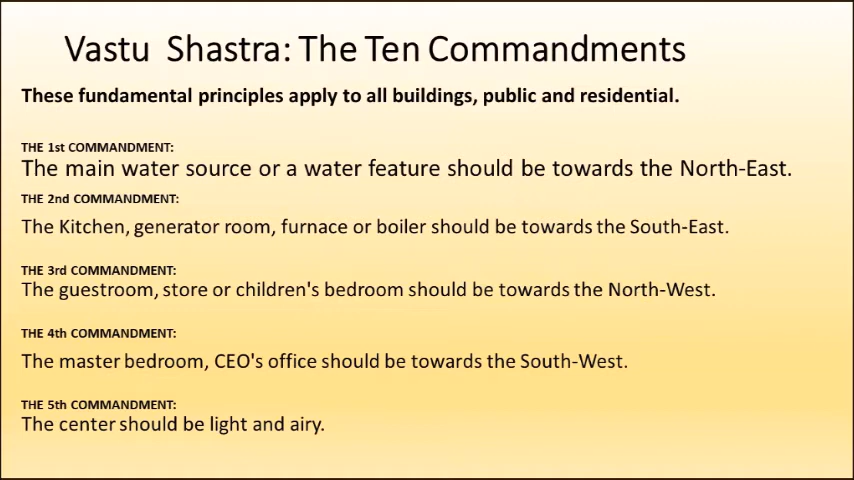 Vastu Shastra: The Ten Commandments
These fundamental principles apply to all buildings, public and residential.
THE 1st COMMANDMENT:
The main water source or a water feature should be towards the North-East.
THE 2nd COMMANDMENT:
The Kitchen, generator room, furnace or boiler should be towards the South-East.
THE 3rd COMMANDMENT:
The guestroom, store or children's bedroom should be towards the North-West.
THE 4th COMMANDMENT:
The master bedroom, CEO's office should be towards the South-West.
THE 5th COMMANDMENT:
The center should be light and airy.